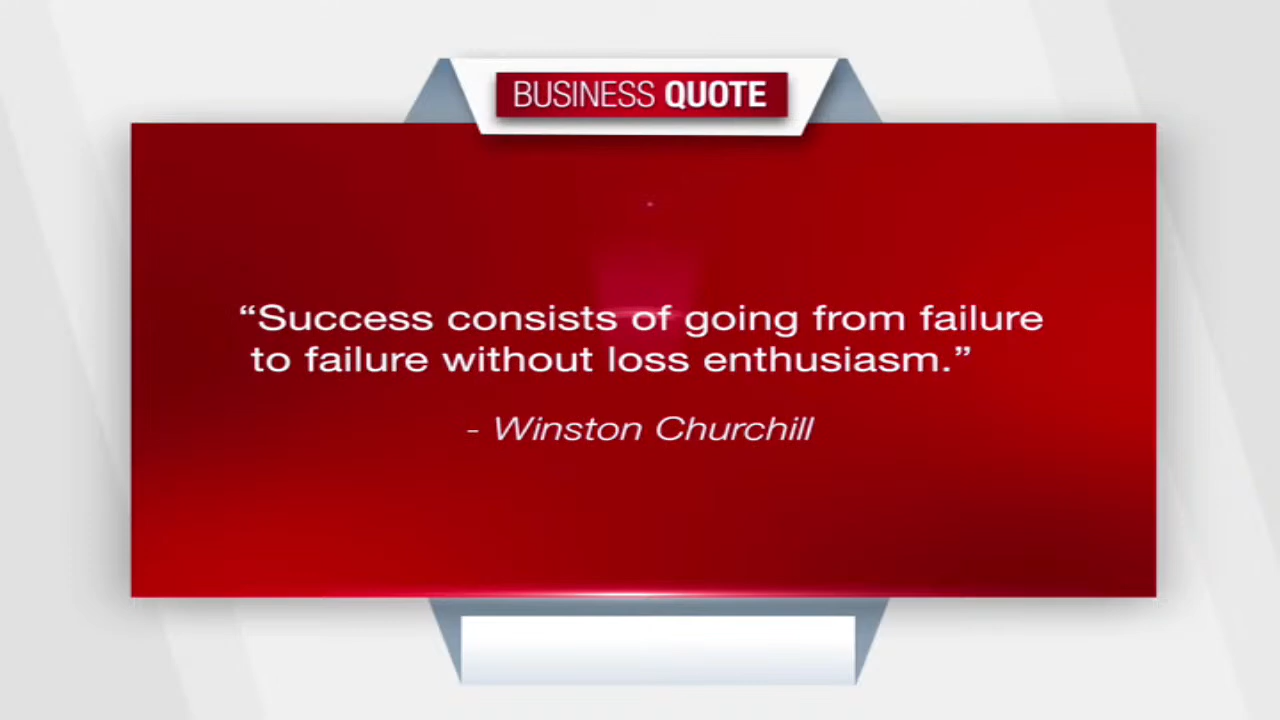 BUSINESS QUOTE
“Success consists of going from failure
to failure without loss enthusiasm.”
- Winston Churchill